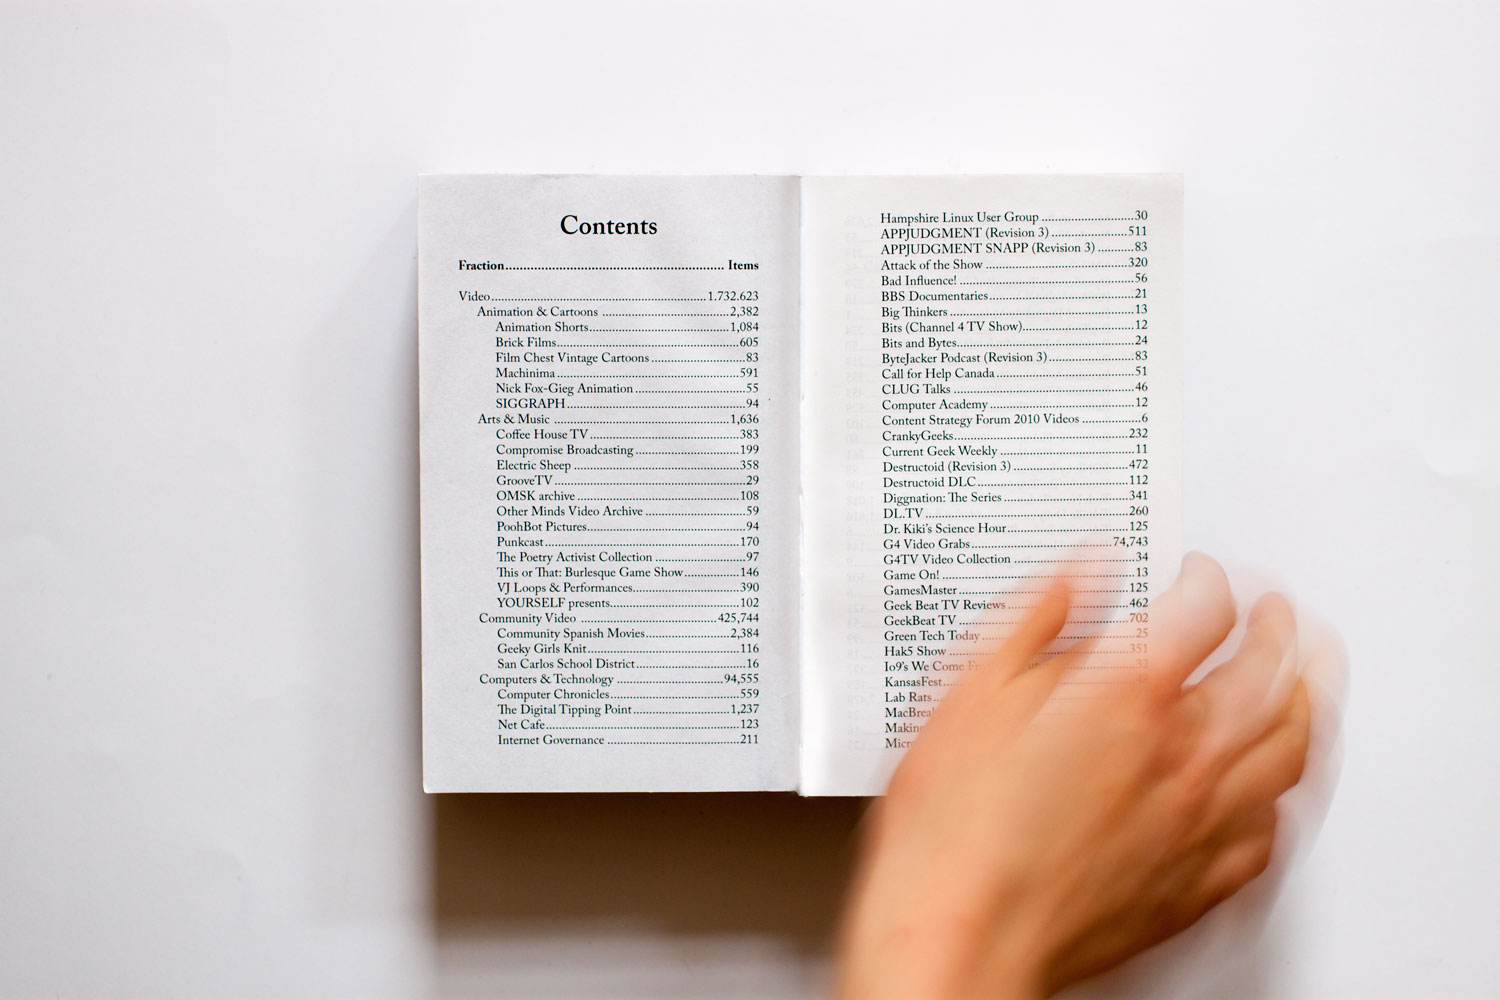 Contents
Fraction........................................................ Items
Video........................................................1.732.623
Animation & Cartoons ..................................2,382
Animation Shorts.....................................1,084
Brick Films................................................605
Film Chest Vintage Cartoons.........................83
Machinima................................................591
Nick Fox-Gieg Animation..............................55
SIGGRAPH................................................94
Arts & Music ..............................................1,636
Coffee House TV.......................................383
Compromise Broadcasting...........................199
Electric Sheep ...........................................358
GrooveTV..................................................29
OMSK archive...........................................108
Other Minds Video Archive...........................59
PoohBot Pictures..........................................94
Punkcast...................................................170
The Poetry Activist Collection .......................97
This or That: Burlesque Game Show...............146
VJ Loops & Performances............................390
YOURSELF presents...................................102
Community Video ....................................425,744
Community Spanish Movies.......................2,384
Geeky Girls Knit.........................................116
San Carlos School District.............................16
Computers & Technology ............................94,555
Computer Chronicles...................................559
The Digital Tipping Point..........................1,237
Net Cafe...................................................123
Internet Governance ...................................211
Hampshire Linux User Group ........................30
APPJUDGMENT (Revision 3) .....................511
APPJUDGMENT SNAPP (Revision 3) ..........83
Attack of the Show .....................................320
Bad Influence! .............................................56
BBS Documentaries......................................21
Big Thinkers ................................................13
Bits (Channel 4 TV Show)..............................12
Bits and Bytes...............................................24
ByteJacker Podcast (Revision 3).......................83
Call for Help Canada.....................................51
CLUG Talks ................................................46
Computer Academy.......................................12
Content Strategy Forum 2010 Videos .................6
CrankyGeeks.............................................232
Current Geek Weekly ....................................11
Destructoid (Revision 3) ..............................472
Destructoid DLC........................................112
Diggnation: The Series.................................341
DL.TV.....................................................260
Dr. Kiki's Science Hour................................125
G4 Video Grabs.....................................74,743
G4TV Video Collection ................................34
Game On! ...................................................13
GamesMaster.............................................125
Geek Beat TV Reviews.................................462
GeekBeat TV ............................................702
Green Tech Today.........................................25
Hak5 Show ...............................................351
Io9's We Come
KansasFest
Lab Rats